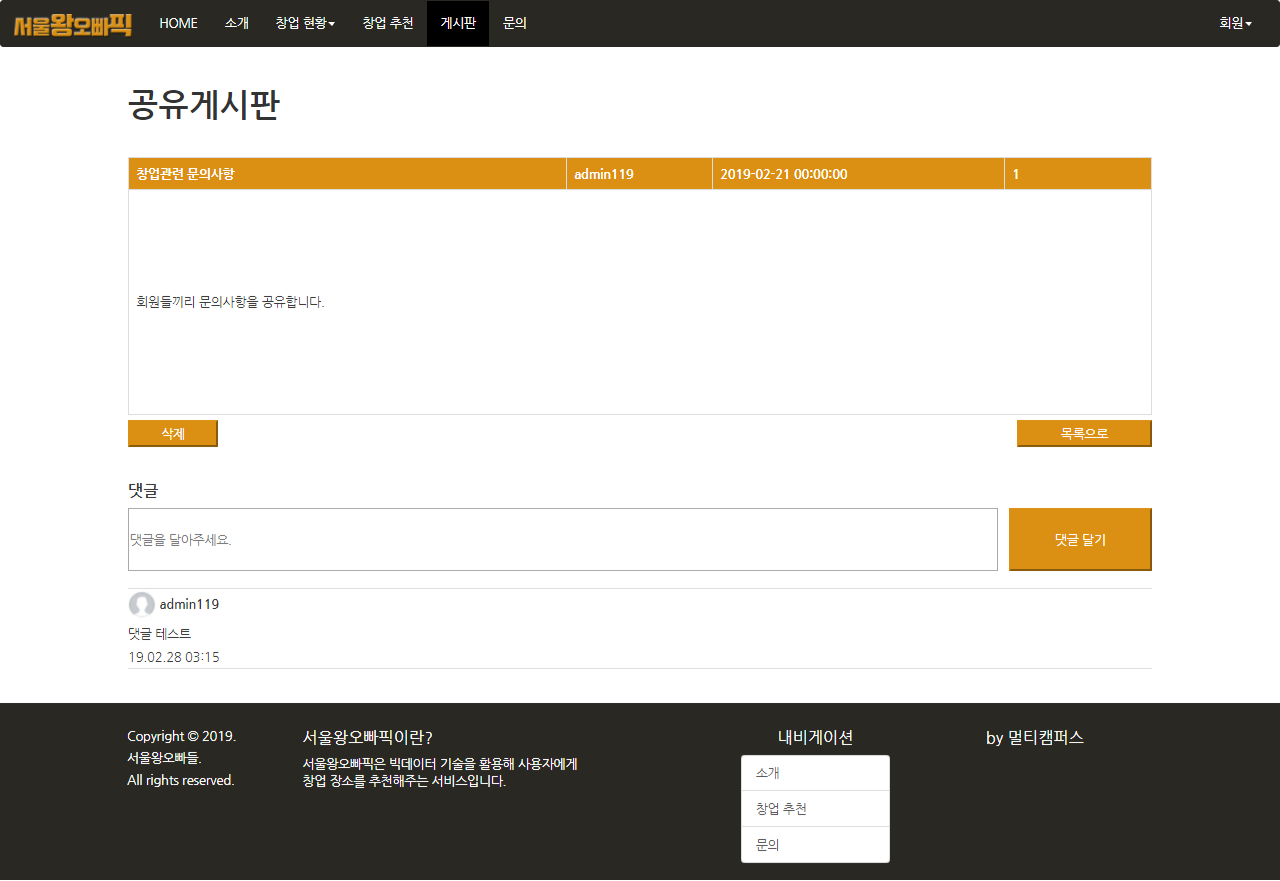 서울왕오빠픽 HOME 소개 창업 현황 창업 추천 게시판 문의 회원
공유게시판
창업관련 문의사항 admin119 2019-02-21 00:00:00 1
회원들끼리 문의사항을 공유합니다.
삭제 목록으로
댓글
댓글을 달아주세요. 댓글 달기
admin119
댓글 테스트
19.02.28 03:15
Copyright © 2019.
서울왕오빠들.
All rights reserved.
서울왕오빠픽이란?
서울왕오빠픽은 빅데이터 기술을 활용해 사용자에게
창업 장소를 추천해주는 서비스입니다.
내비게이션
소개
창업 추천
문의
by 멀티캠퍼스